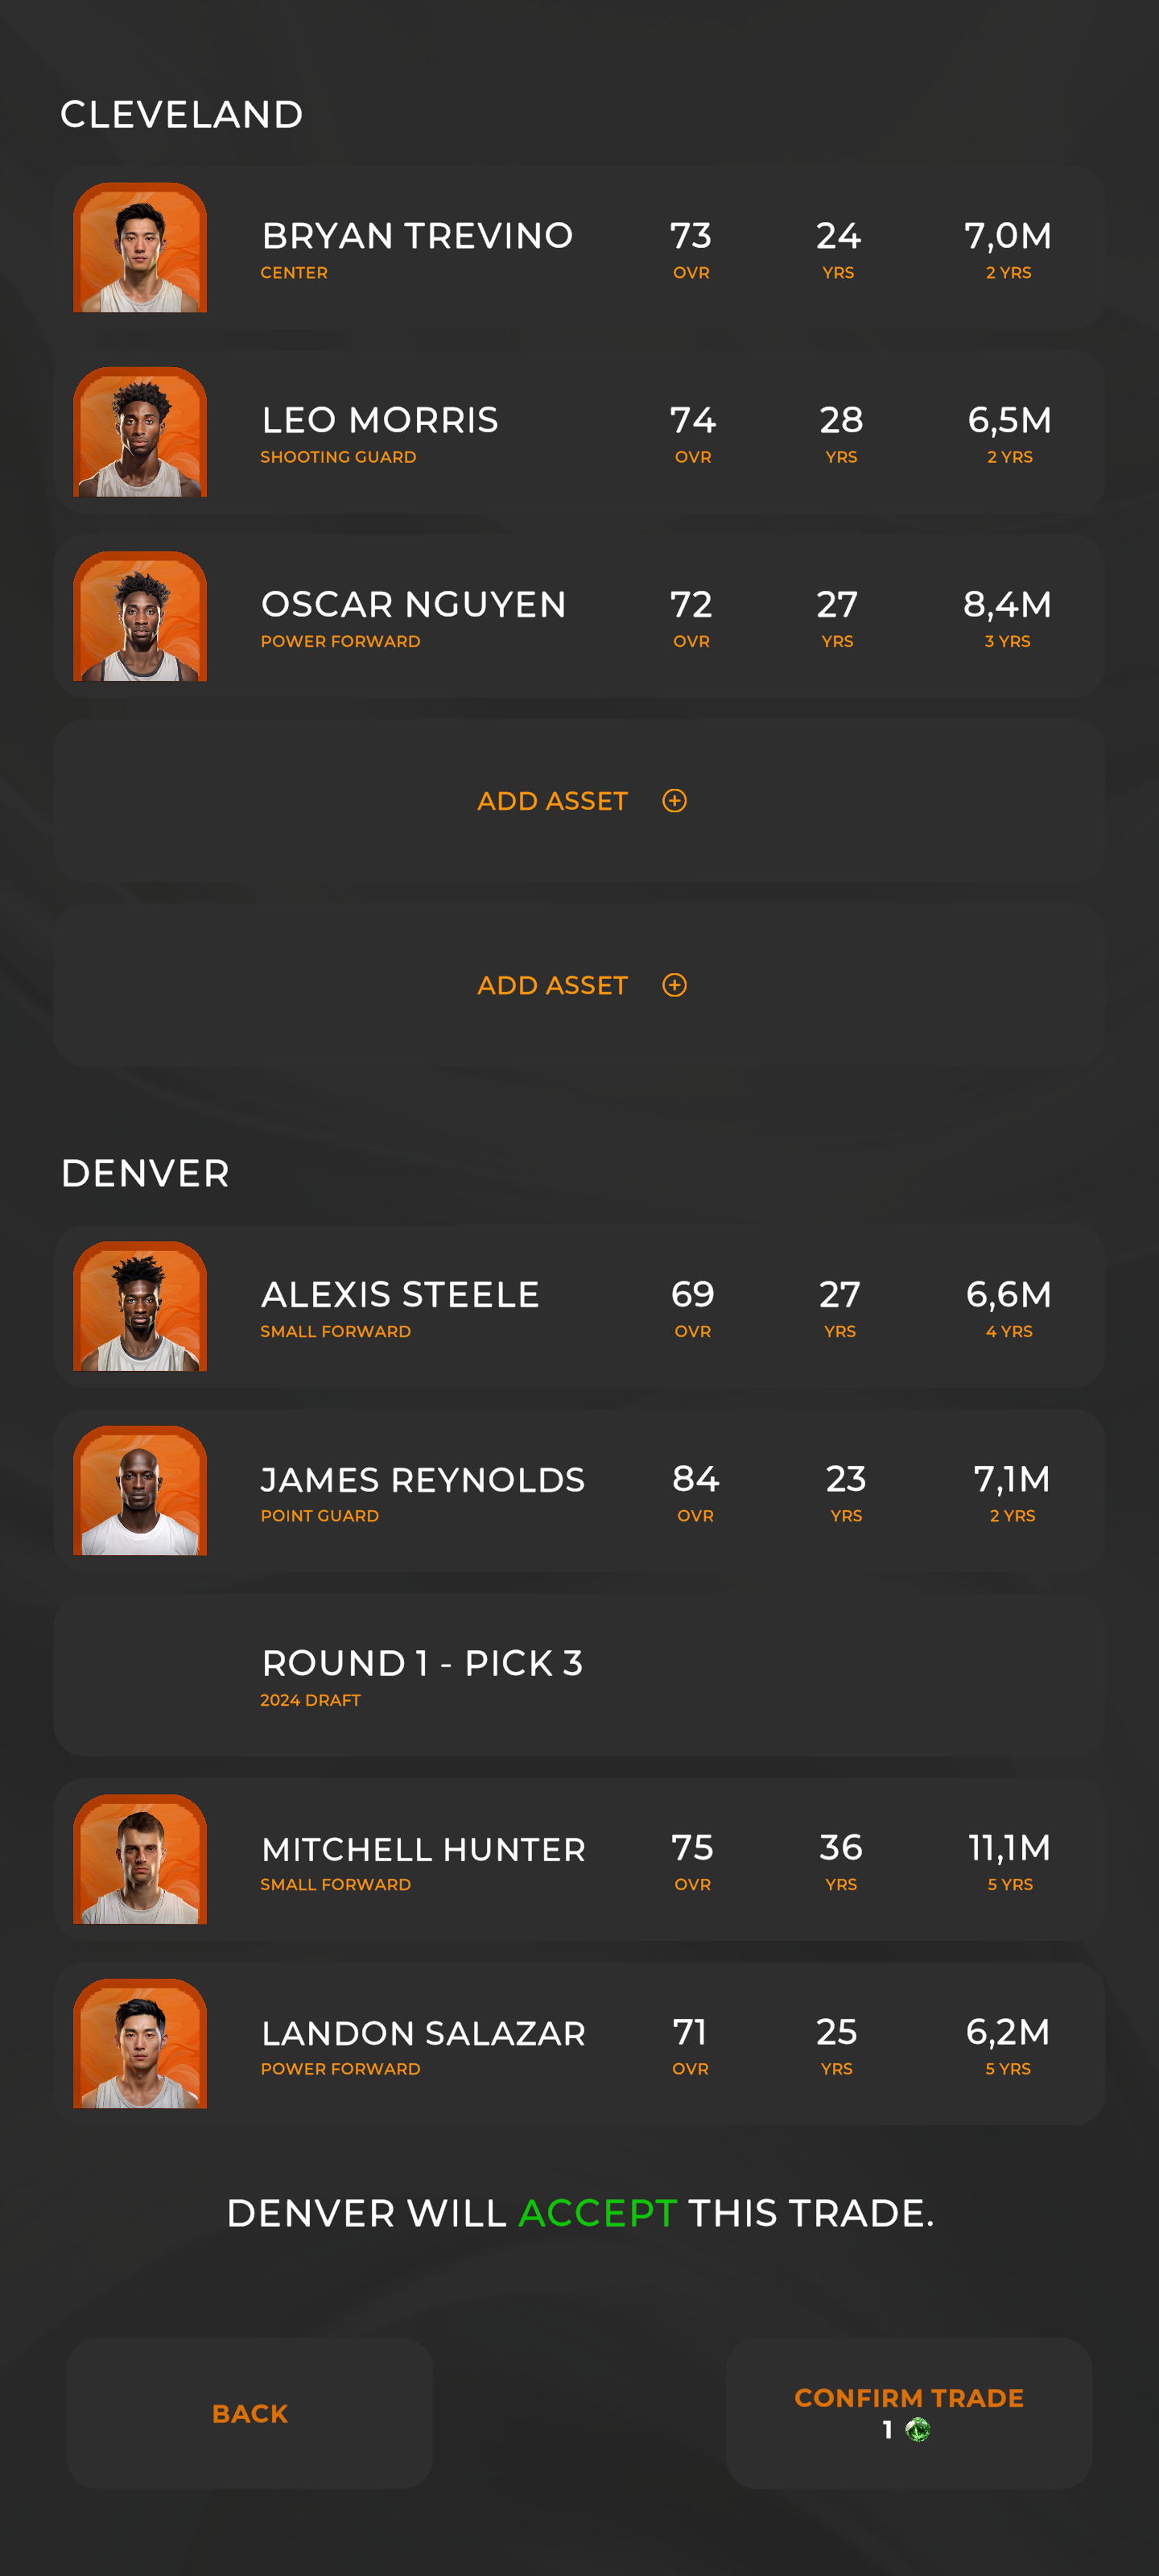 CLEVELAND
BRYAN TREVINO 73 24 7,0M
CENTER OVR YRS 2 YRS
LEO MORRIS 74 28 6,5M
SHOOTING GUARD OVR YRS 2 YRS
OSCAR NGUYEN 72 27 8,4M
POWER FORWARD OVR YRS 3 YRS
ADD ASSET
ADD ASSET
DENVER
ALEXIS STEELE 69 27 6,6M
SMALL FORWARD OVR YRS 4 YRS
JAMES REYNOLDS 84 23 7,1M
POINT GUARD OVR YRS 2 YRS
ROUND 1 - PICK 3
2024 DRAFT
MITCHELL HUNTER 75 36 11,1M
SMALL FORWARD OVR YRS 5 YRS
LANDON SALAZAR 71 25 6,2M
POWER FORWARD OVR YRS 5 YRS
DENVER WILL ACCEPT THIS TRADE.
BACK
CONFIRM TRADE
1